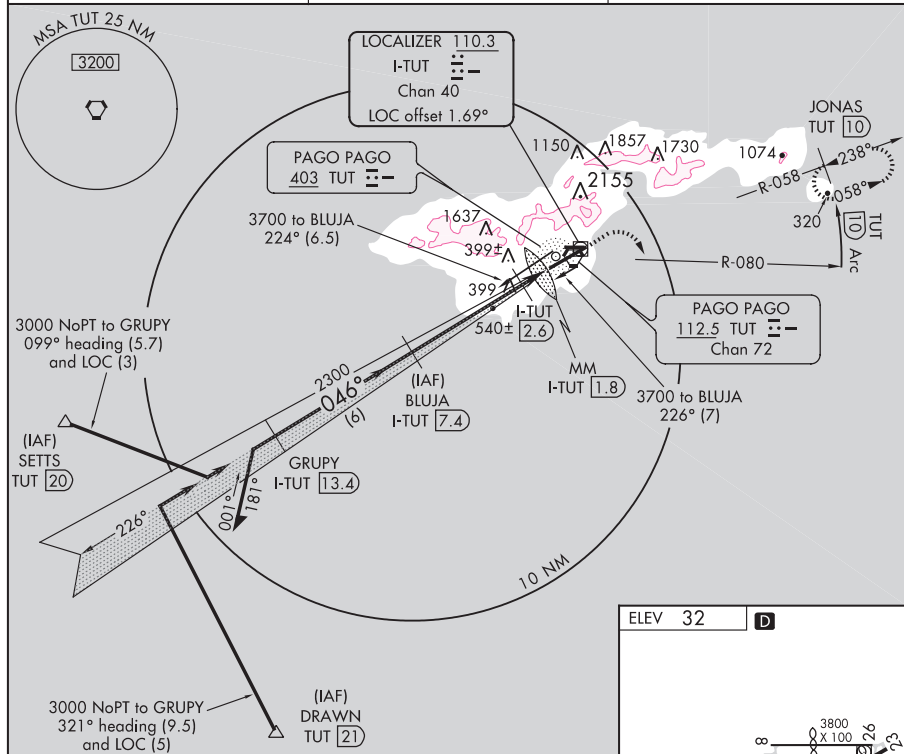 MSA TUT 25 NM
3200
LOCALIZER 110.3
I-TUT
Chan 40
LOC offset 1.69°
PAGO PAGO
403 TUT
1150
1857
1730
1074
2155
JONAS
TUT 10
238°
R-058
058°
320
TUT
10 Arc
R-080
1637
399±
399
3700 to BLUJA
224° (6.5)
540±
I-TUT
2.6
MM
I-TUT 1.8
PAGO PAGO
112.5 TUT
Chan 72
3700 to BLUJA
226° (7)
3000 NoPT to GRUPY
099° heading (5.7)
and LOC (3)
2300
046°
(6)
(IAF)
BLUJA
I-TUT 7.4
(IAF)
SETTS
TUT 20
GRUPY
I-TUT 13.4
001°
181°
226°
10 NM
3000 NoPT to GRUPY
321° heading (9.5)
and LOC (5)
(IAF)
DRAWN
TUT 21
ELEV 32
D
3800
X 100
8
26
23